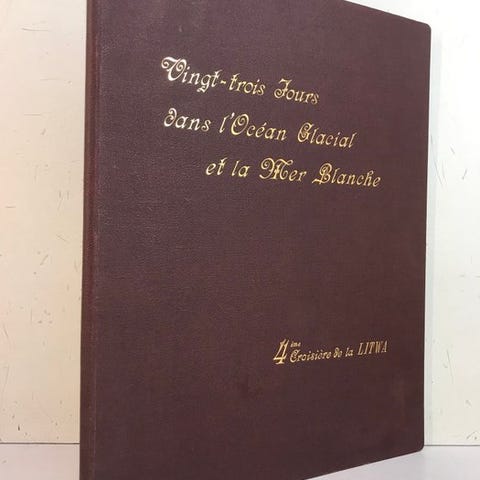 Vingt-trois Jours
dans l'Océan Glacial
et la Mer Blanche
4ème Croisière de la LITWA